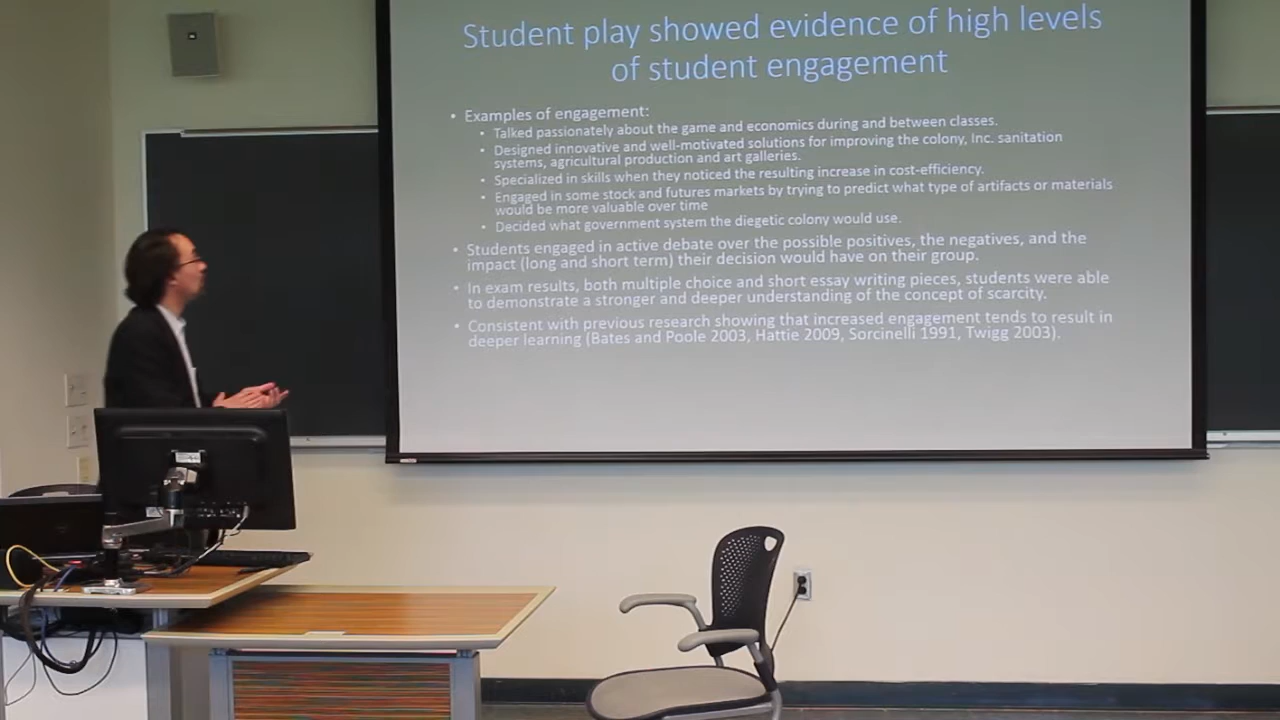 Student play showed evidence of high levels
of student engagement
• Examples of engagement:
• Talked passionately about the game and economics during and between classes.
• Designed innovative and well-motivated solutions for improving the colony, Inc. sanitation
systems, agricultural production and art galleries.
• Specialized in skills when they noticed the resulting increase in cost-efficiency.
• Engaged in some stock and futures markets by trying to predict what type of artifacts or materials
would be more valuable over time
• Decided what government system the diegetic colony would use.
• Students engaged in active debate over the possible positives, the negatives, and the
impact (long and short term) their decision would have on their group.
• In exam results, both multiple choice and short essay writing pieces, students were able
to demonstrate a stronger and deeper understanding of the concept of scarcity.
• Consistent with previous research showing that increased engagement tends to result in
deeper learning (Bates and Poole 2003, Hattie 2009, Sorcinelli 1991, Twigg 2003).